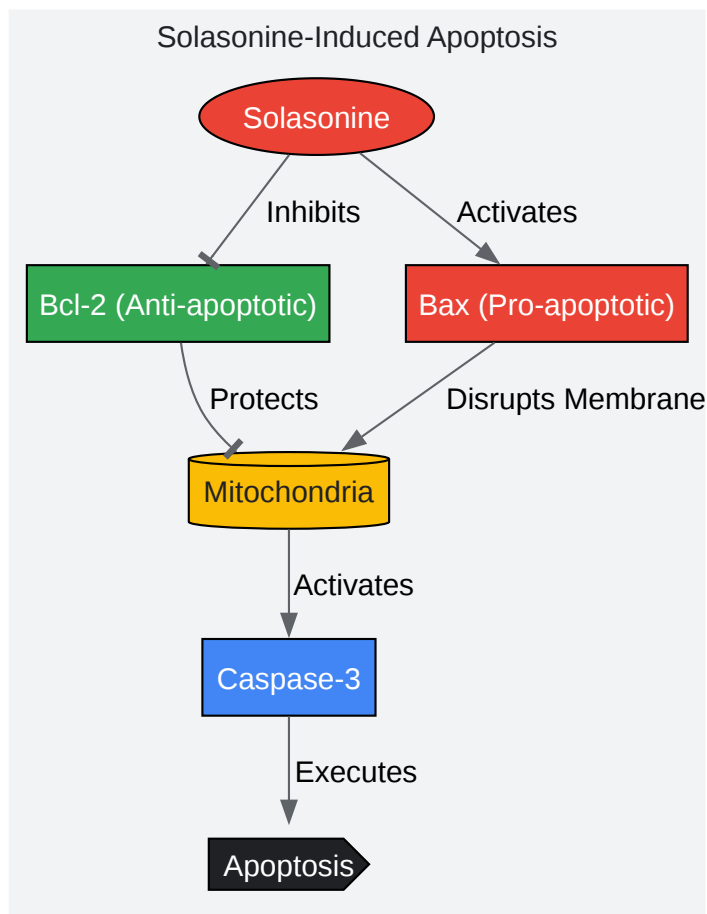 Solasonine-Induced Apoptosis
Solasonine
Inhibits
Activates
Bcl-2 (Anti-apoptotic)
Bax (Pro-apoptotic)
Protects
Disrupts Membrane
Mitochondria
Activates
Caspase-3
Executes
Apoptosis